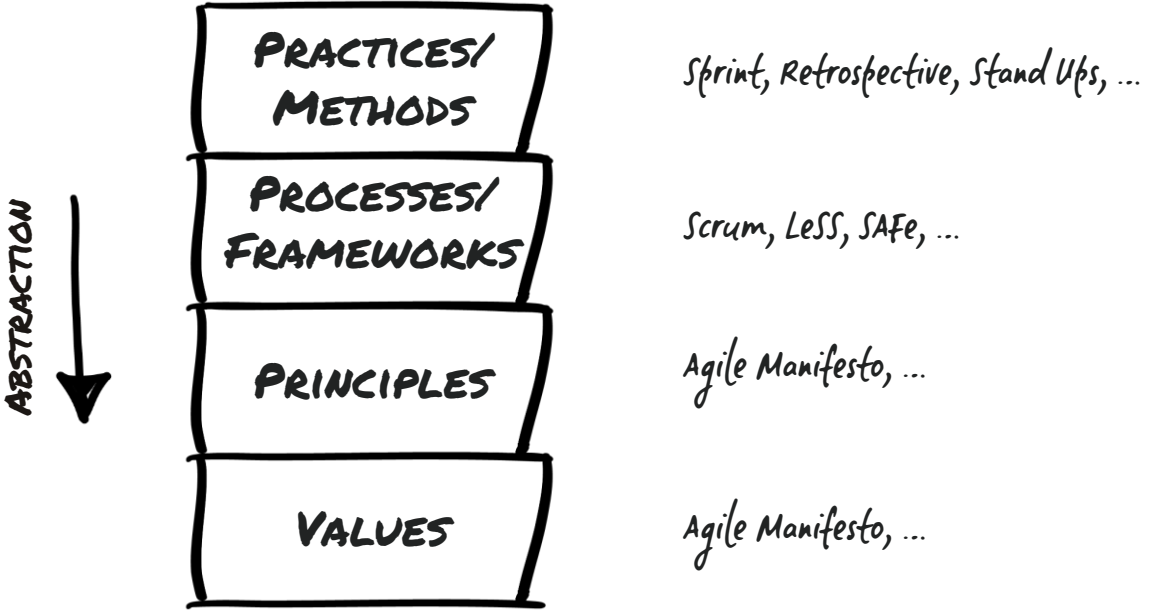 PRACTICES/
METHODS
Sprint, Retrospective, Stand Ups, ...
PROCESSES/
FRAMEWORKS
Scrum, LeSS, SAFe, ...
ABSTRACTION
PRINCIPLES
Agile Manifesto, ...
VALUES
Agile Manifesto, ...